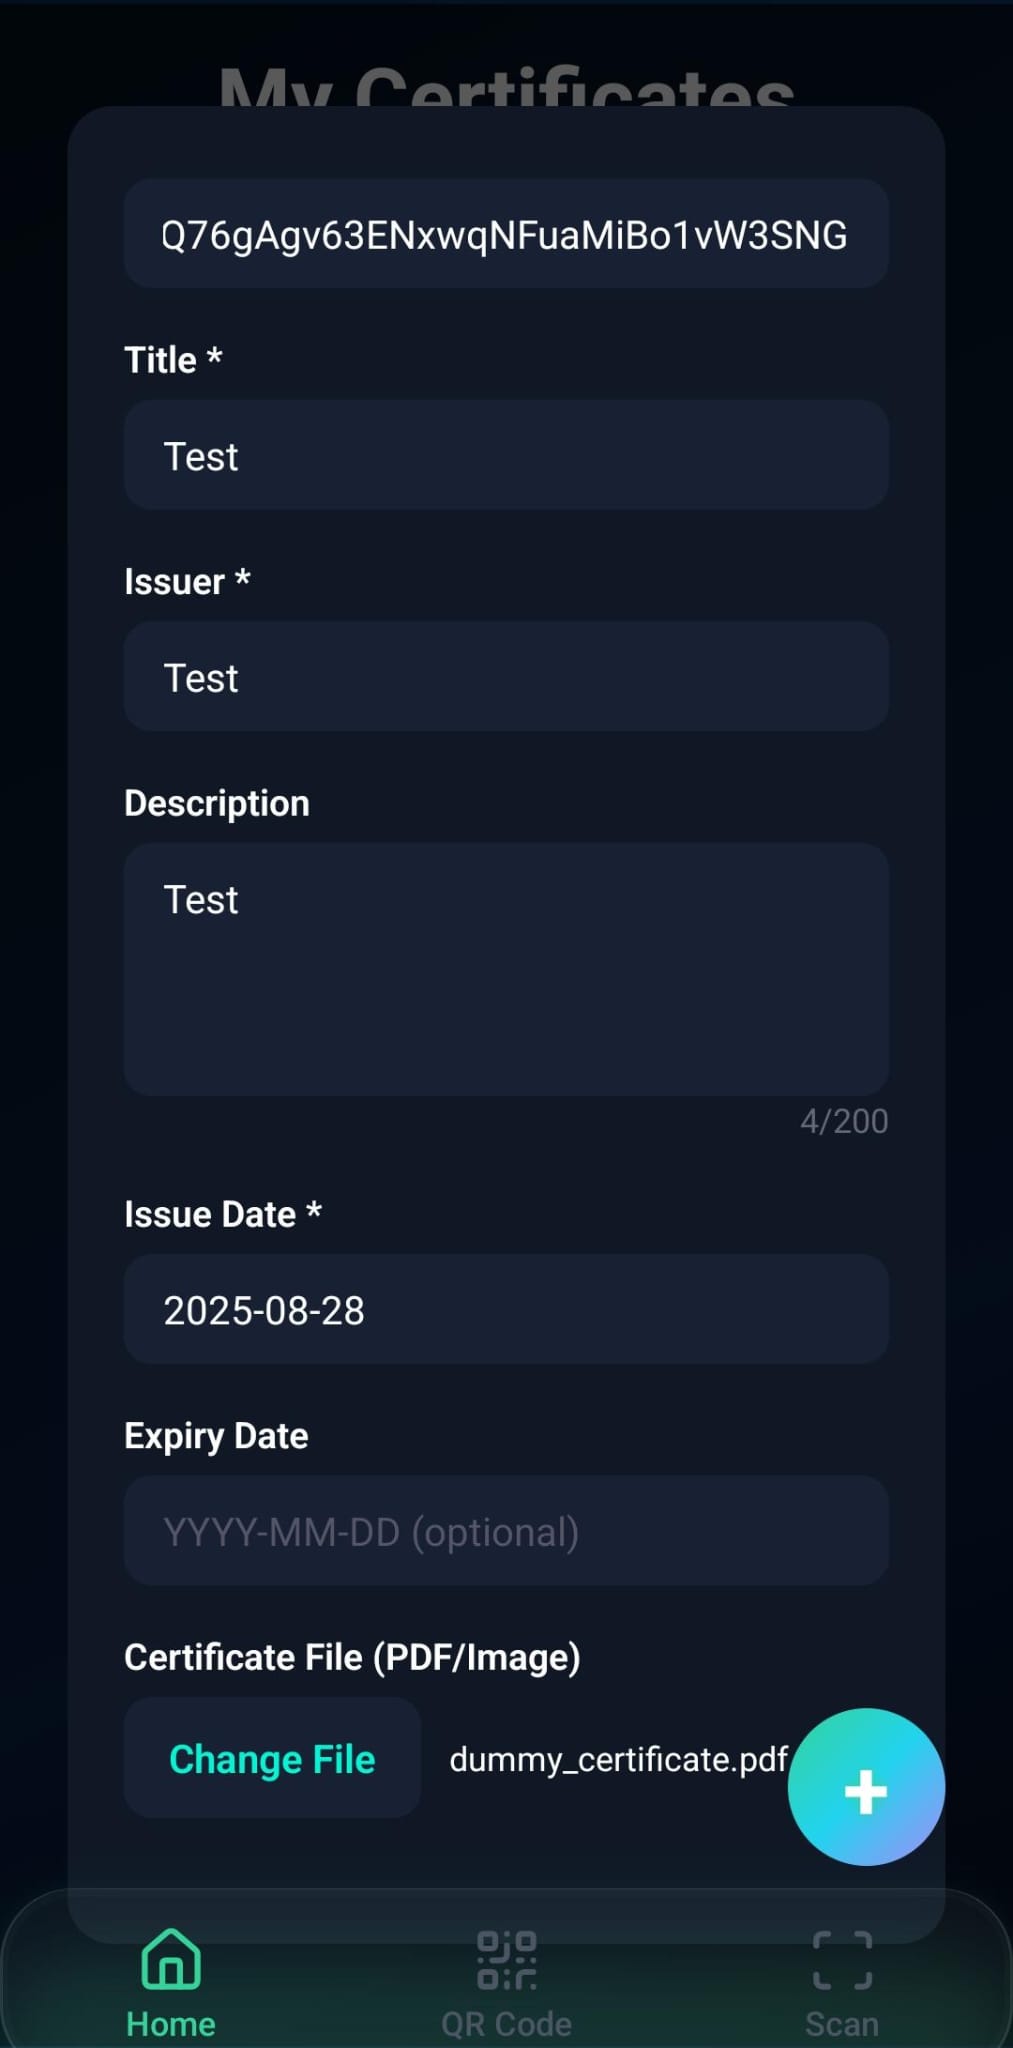 My Certificates
Q76gAgv63ENxwqNFuaMiBo1vW3SNG
Title *
Test
Issuer *
Test
Description
Test
4/200
Issue Date *
2025-08-28
Expiry Date
YYYY-MM-DD (optional)
Certificate File (PDF/Image)
Change File dummy_certificate.pdf
+
Home QR Code Scan